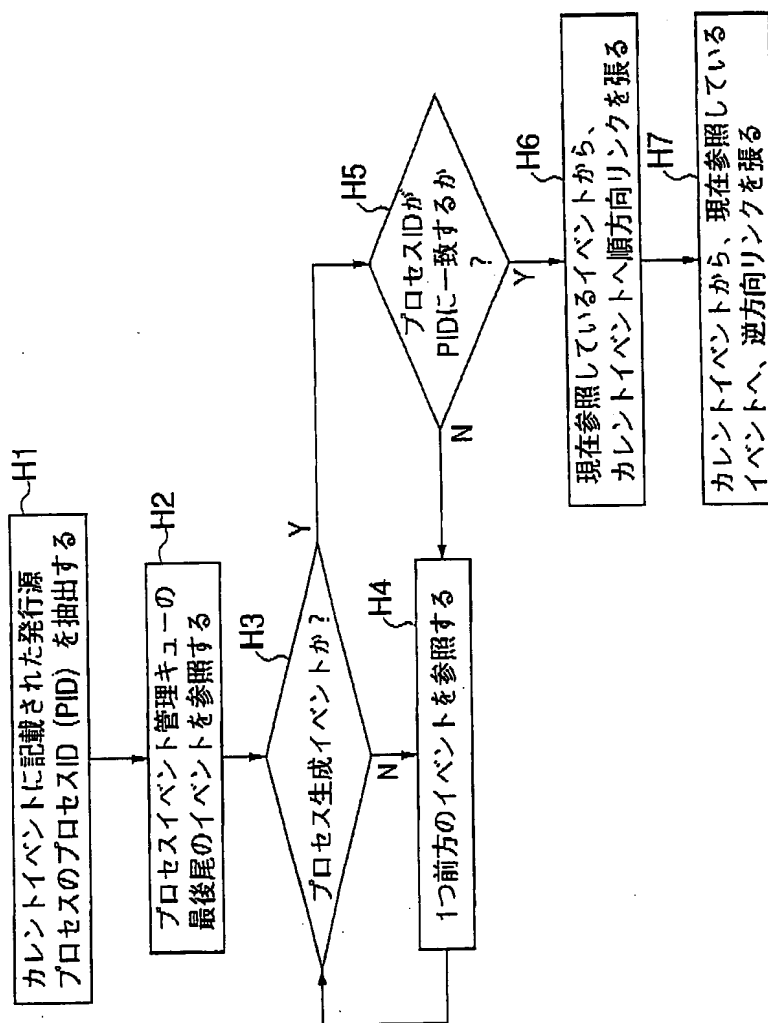 H1
カレントイベントに記載された発行源
プロセスのプロセスID (PID) を抽出する
H2
プロセスイベント管理キューの
最後尾のイベントを参照する
H3
プロセス生成イベントか?
Y
N
H4
1つ前方のイベントを参照する
H5
プロセスIDが
PIDに一致するか
?
N
Y
H6
現在参照しているイベントから、
カレントイベントへ順方向リンクを張る
H7
カレントイベントから、現在参照している
イベントへ、逆方向リンクを張る